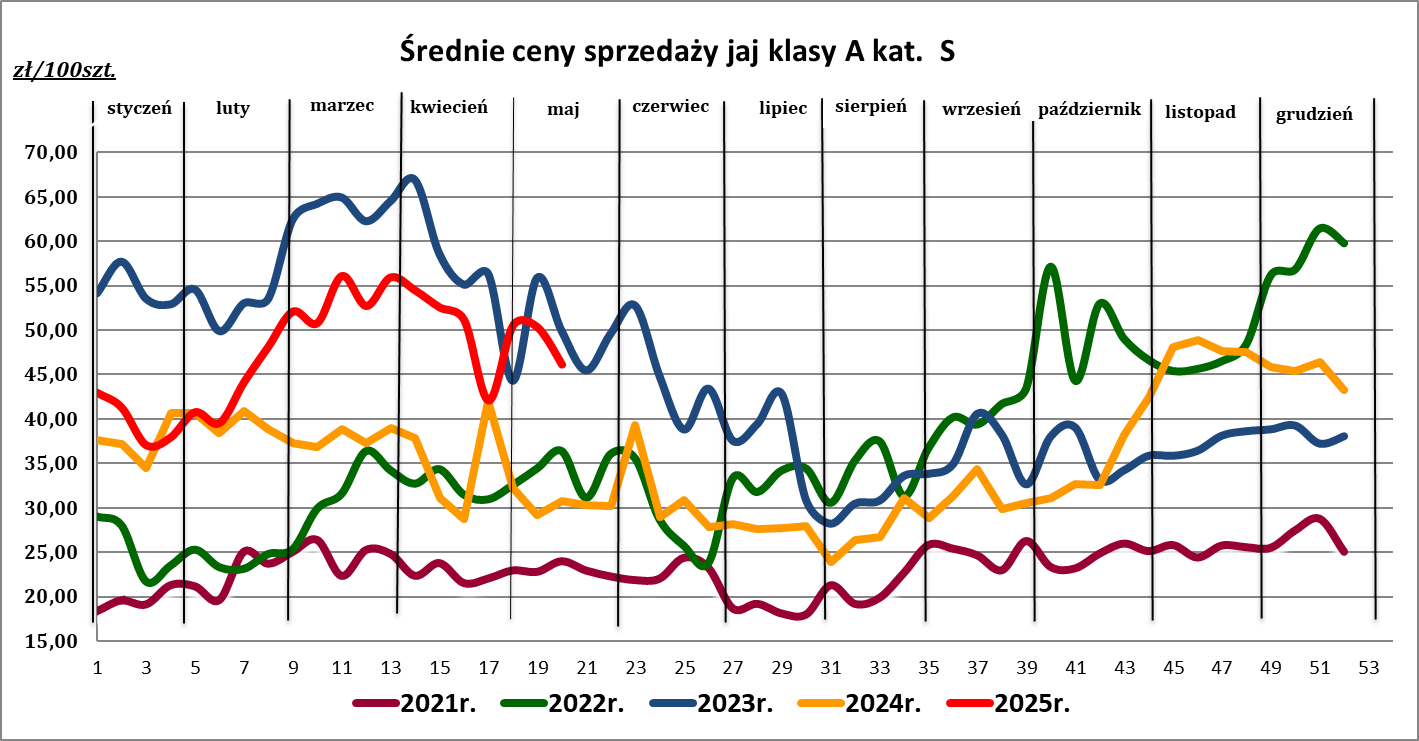 Średnie ceny sprzedaży jaj klasy A kat.  S
zł/100szt.
styczeń luty marzec kwiecień maj czerwiec lipiec sierpień wrzesień październik listopad grudzień
70,00
65,00
60,00
55,00
50,00
45,00
40,00
35,00
30,00
25,00
20,00
15,00
1 3 5 7 9 11 13 15 17 19 21 23 25 27 29 31 33 35 37 39 41 43 45 47 49 51 53
2021r. 2022r. 2023r. 2024r. 2025r.